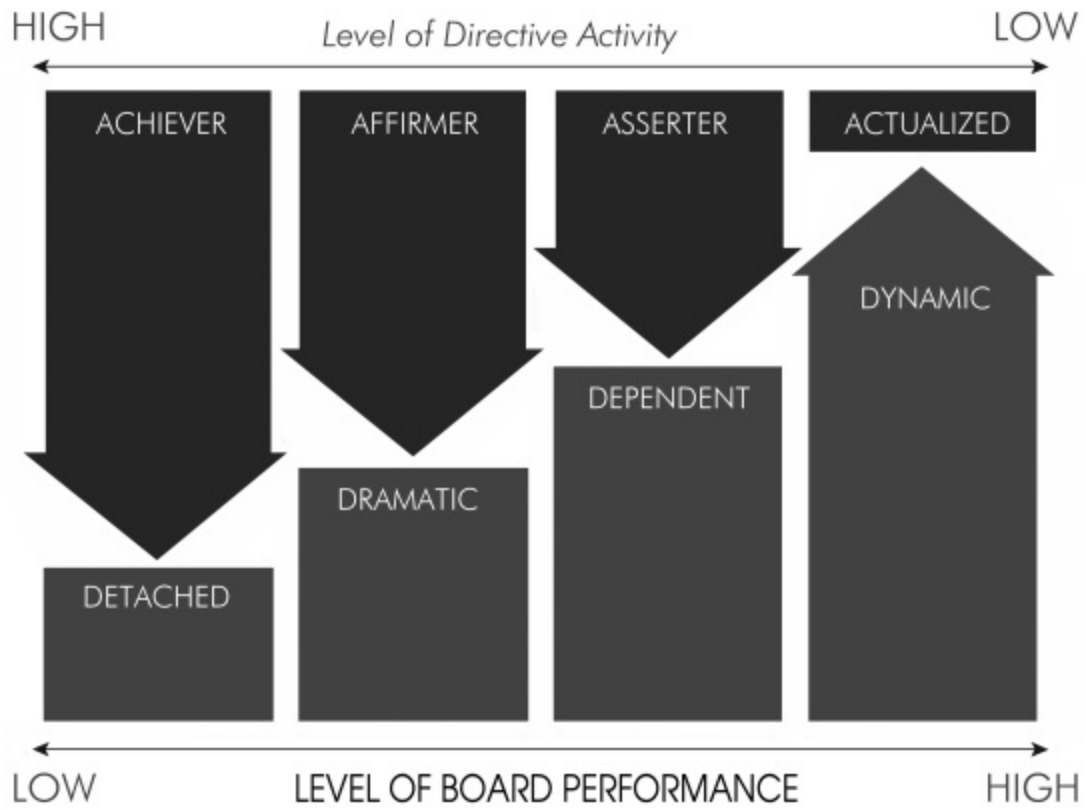 HIGH
Level of Directive Activity
LOW
ACHIEVER
AFFIRMER
ASSERTER
ACTUALIZED
DYNAMIC
DEPENDENT
DRAMATIC
DETACHED
LOW
LEVEL OF BOARD PERFORMANCE
HIGH